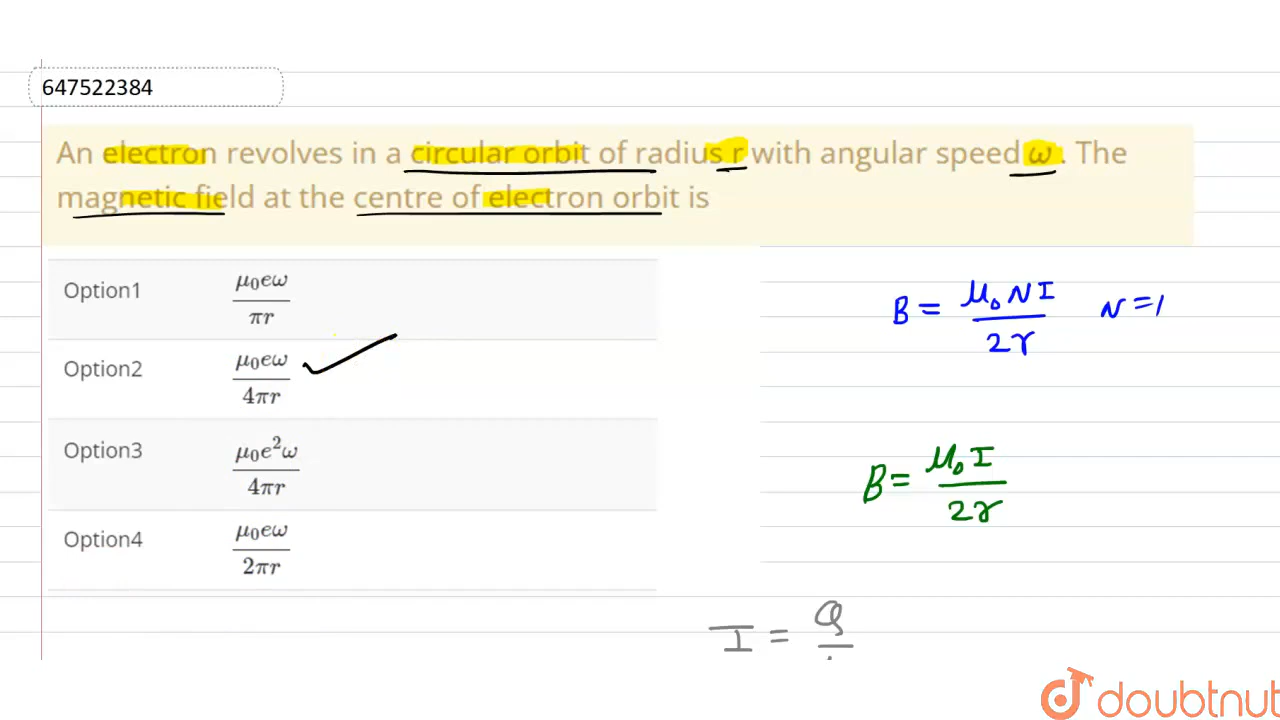 647522384
An electron revolves in a circular orbit of radius r with angular speed ω . The
magnetic field at the centre of electron orbit is
Option1 μ₀eω/πr
Option2 μ₀eω/4πr
Option3 μ₀e²ω/4πr
Option4 μ₀eω/2πr
B = μ₀NI/2r N=1
B = μ₀I/2r
I = Q
doubtnut